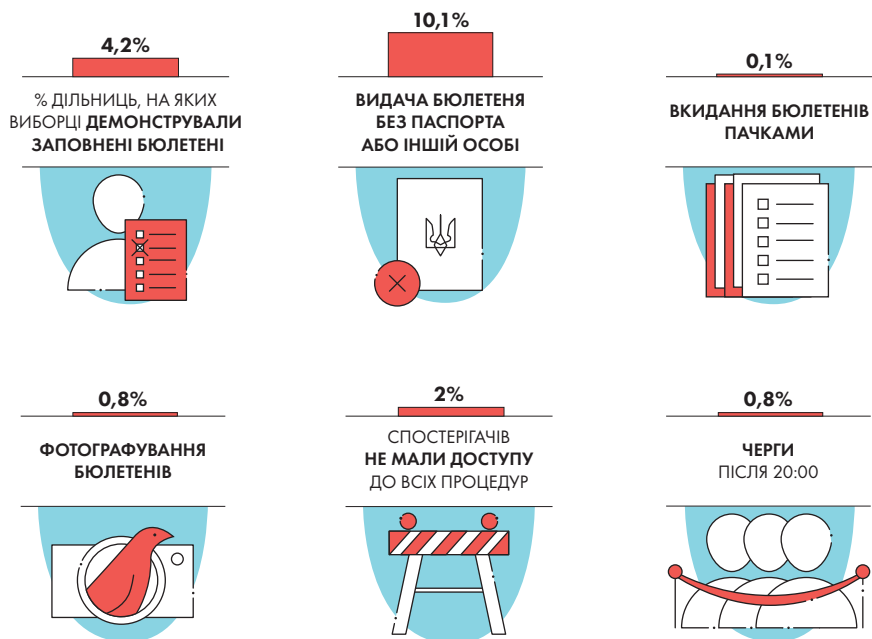 4,2%
% ДІЛЬНИЦЬ, НА ЯКИХ
ВИБОРЦІ ДЕМОНСТРУВАЛИ
ЗАПОВНЕНІ БЮЛЕТЕНІ
10,1%
ВИДАЧА БЮЛЕТЕНЯ
БЕЗ ПАСПОРТА
АБО ІНШІЙ ОСОБІ
0,1%
ВКИДАННЯ БЮЛЕТЕНІВ
ПАЧКАМИ
0,8%
ФОТОГРАФУВАННЯ
БЮЛЕТЕНІВ
2%
СПОСТЕРІГАЧІВ
НЕ МАЛИ ДОСТУПУ
ДО ВСІХ ПРОЦЕДУР
0,8%
ЧЕРГИ
ПІСЛЯ 20:00